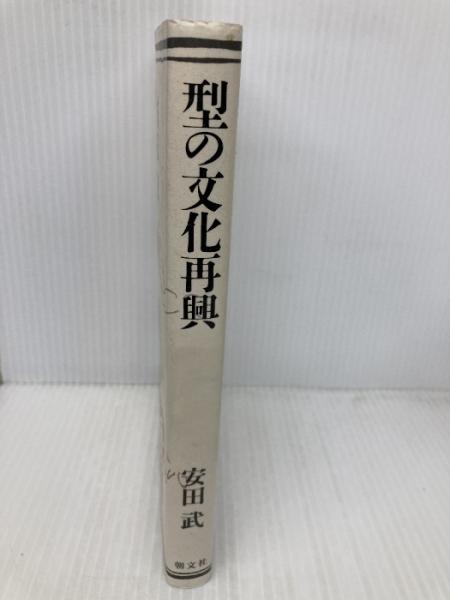 型の文化再興
安田 武
朝文社